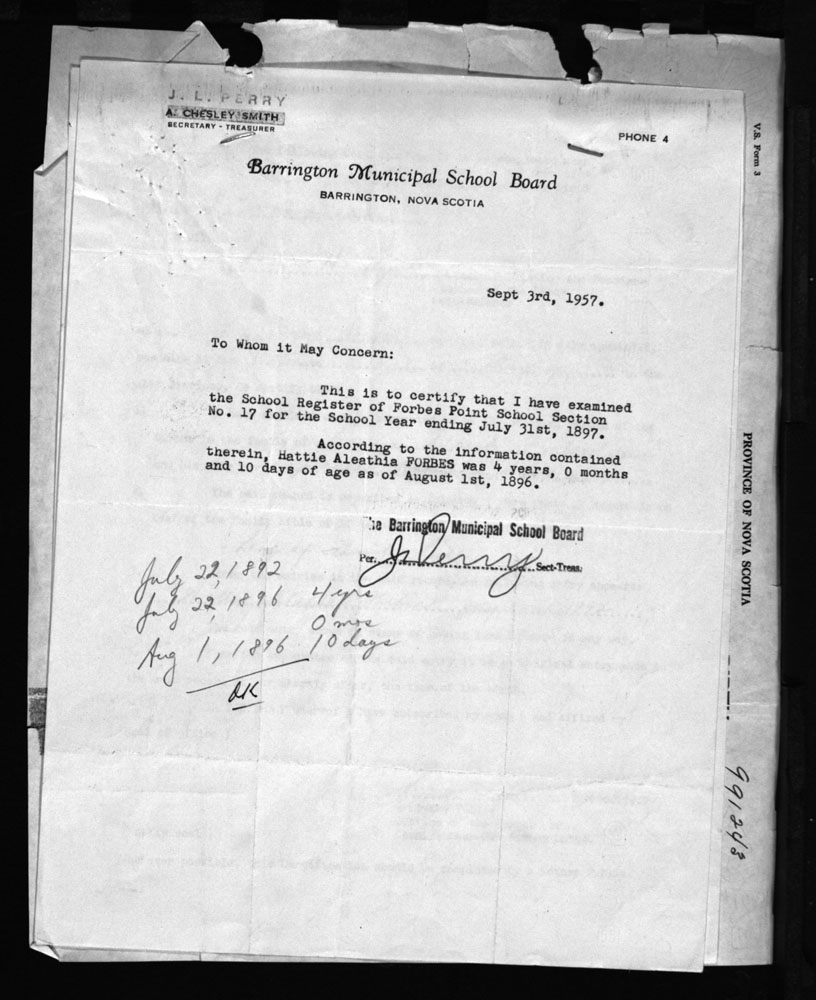 J. L. PERRY
A. CHESLEY SMITH
SECRETARY - TREASURER
PHONE 4
Barrington Municipal School Board
BARRINGTON, NOVA SCOTIA
Sept 3rd, 1957.
To Whom it May Concern:
This is to certify that I have examined
the School Register of Forbes Point School Section
No. 17 for the School Year ending July 31st, 1897.
According to the information contained
therein, Hattie Aleathia FORBES was 4 years, 0 months
and 10 days of age as of August 1st, 1896.
The Barrington Municipal School Board
Per. J L Perry Sect-Treas.
July 22, 1892
July 22, 1896 4 yrs
0 mos
Aug 1, 1896 10 days
OK
V.S. Form 3
PROVINCE OF NOVA SCOTIA
991243